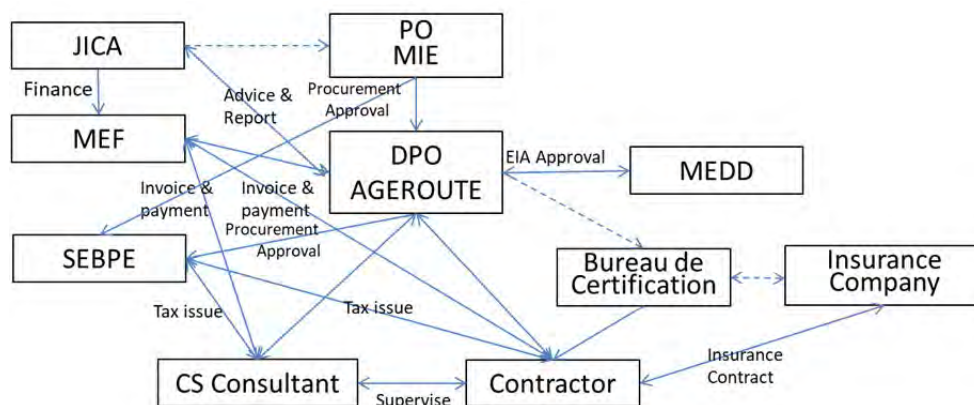 JICA
PO
MIE
Finance
Advice &
Report
Procurement
Approval
MEF
DPO
AGEROUTE
EIA Approval
MEDD
Invoice &
payment
Invoice &
payment
Procurement
Approval
SEBPE
Bureau de
Certification
Insurance
Company
Tax issue
Tax issue
Insurance
Contract
CS Consultant
Supervise
Contractor